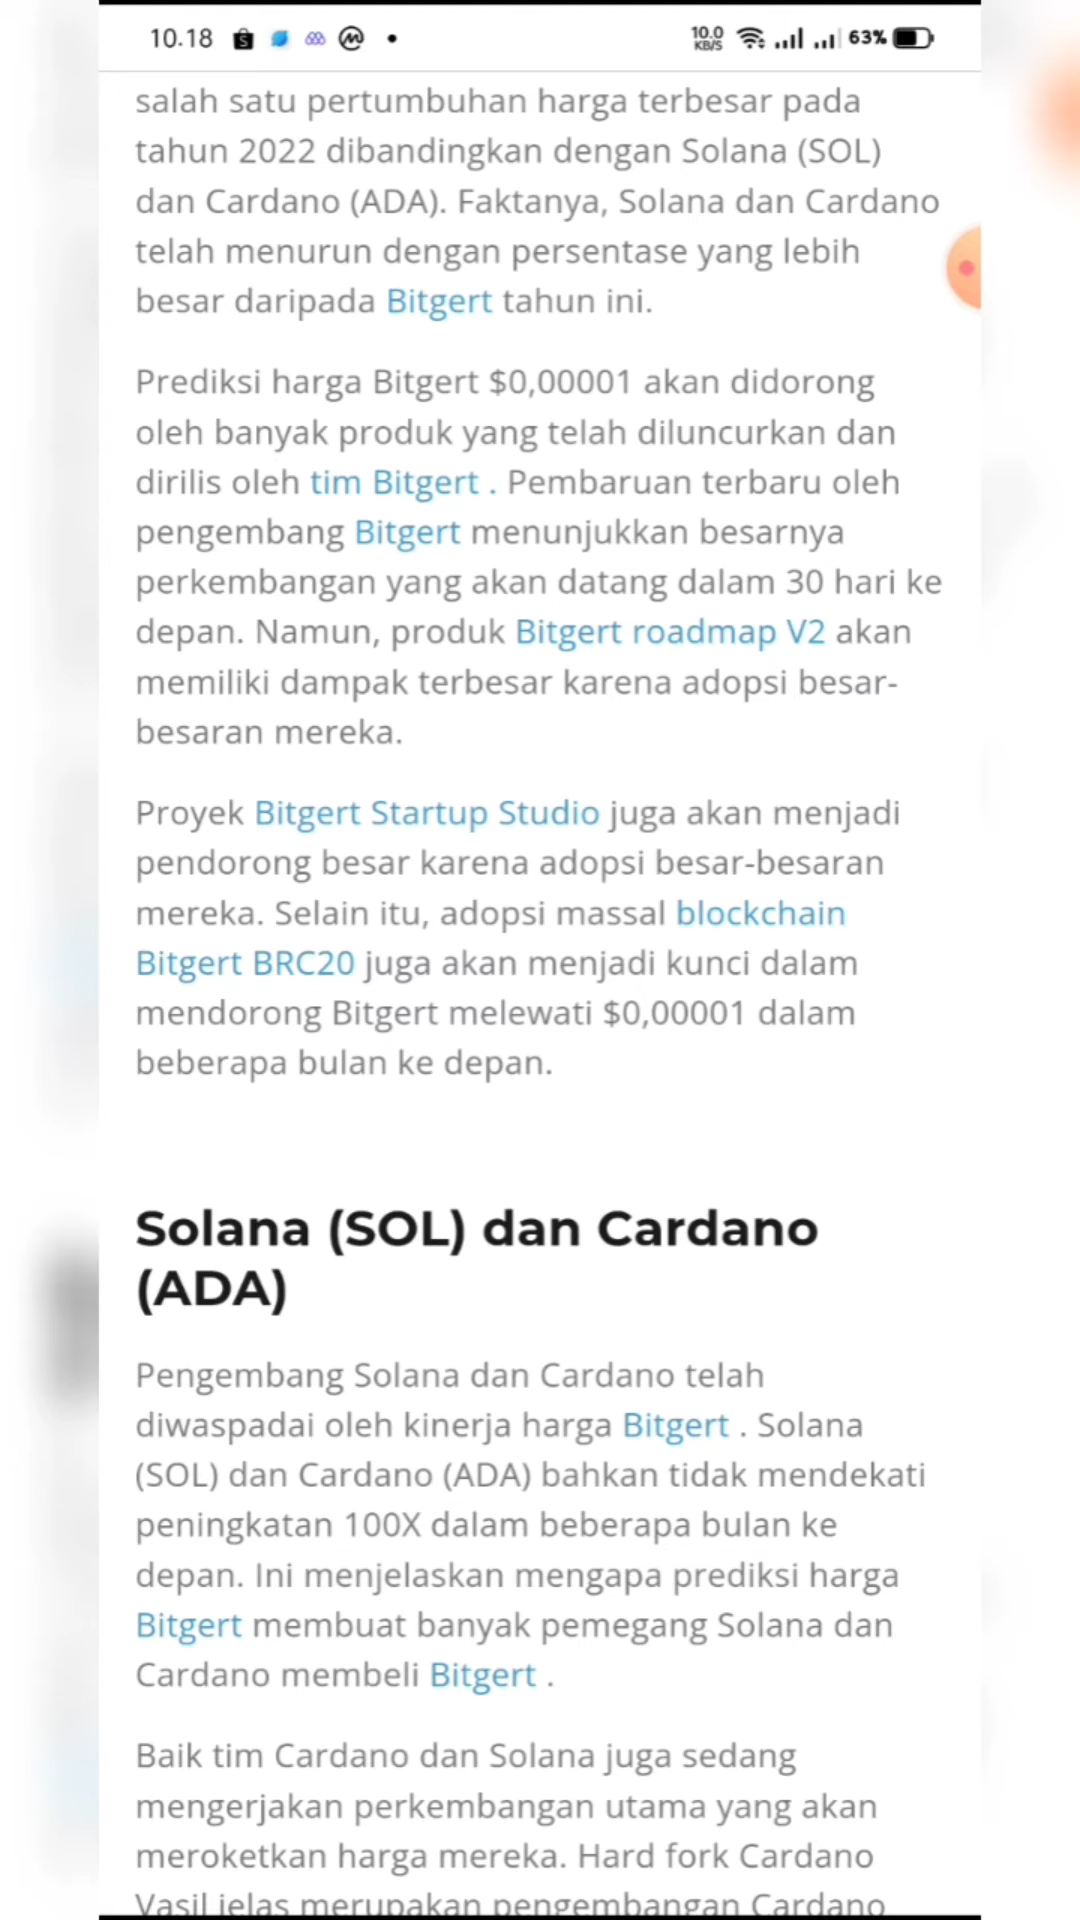 10.18
10.0 KB/S
63%
salah satu pertumbuhan harga terbesar pada
tahun 2022 dibandingkan dengan Solana (SOL)
dan Cardano (ADA). Faktanya, Solana dan Cardano
telah menurun dengan persentase yang lebih
besar daripada Bitgert tahun ini.
Prediksi harga Bitgert $0,00001 akan didorong
oleh banyak produk yang telah diluncurkan dan
dirilis oleh tim Bitgert . Pembaruan terbaru oleh
pengembang Bitgert menunjukkan besarnya
perkembangan yang akan datang dalam 30 hari ke
depan. Namun, produk Bitgert roadmap V2 akan
memiliki dampak terbesar karena adopsi besar-
besaran mereka.
Proyek Bitgert Startup Studio juga akan menjadi
pendorong besar karena adopsi besar-besaran
mereka. Selain itu, adopsi massal blockchain
Bitgert BRC20 juga akan menjadi kunci dalam
mendorong Bitgert melewati $0,00001 dalam
beberapa bulan ke depan.
Solana (SOL) dan Cardano
(ADA)
Pengembang Solana dan Cardano telah
diwaspadai oleh kinerja harga Bitgert . Solana
(SOL) dan Cardano (ADA) bahkan tidak mendekati
peningkatan 100X dalam beberapa bulan ke
depan. Ini menjelaskan mengapa prediksi harga
Bitgert membuat banyak pemegang Solana dan
Cardano membeli Bitgert .
Baik tim Cardano dan Solana juga sedang
mengerjakan perkembangan utama yang akan
meroketkan harga mereka. Hard fork Cardano
Vasil jelas merupakan pengembangan Cardano